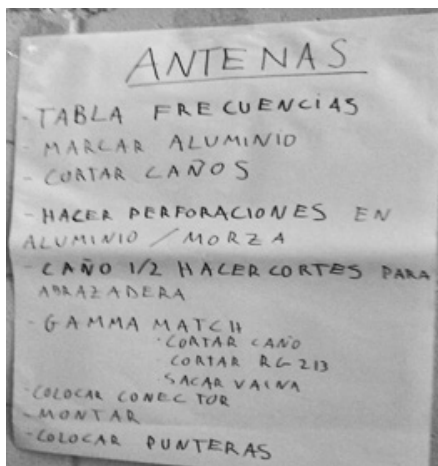 ANTENAS
- TABLA FRECUENCIAS
- MARCAR ALUMINIO
- CORTAR CAÑOS
- HACER PERFORACIONES EN
ALUMINIO / MORZA
- CAÑO 1/2 HACER CORTES PARA
ABRAZADERA
- GAMMA MATCH
· CORTAR CAÑO
· CORTAR RG 213
· SACAR VAINA
- COLOCAR CONECTOR
- MONTAR
- COLOCAR PUNTERAS